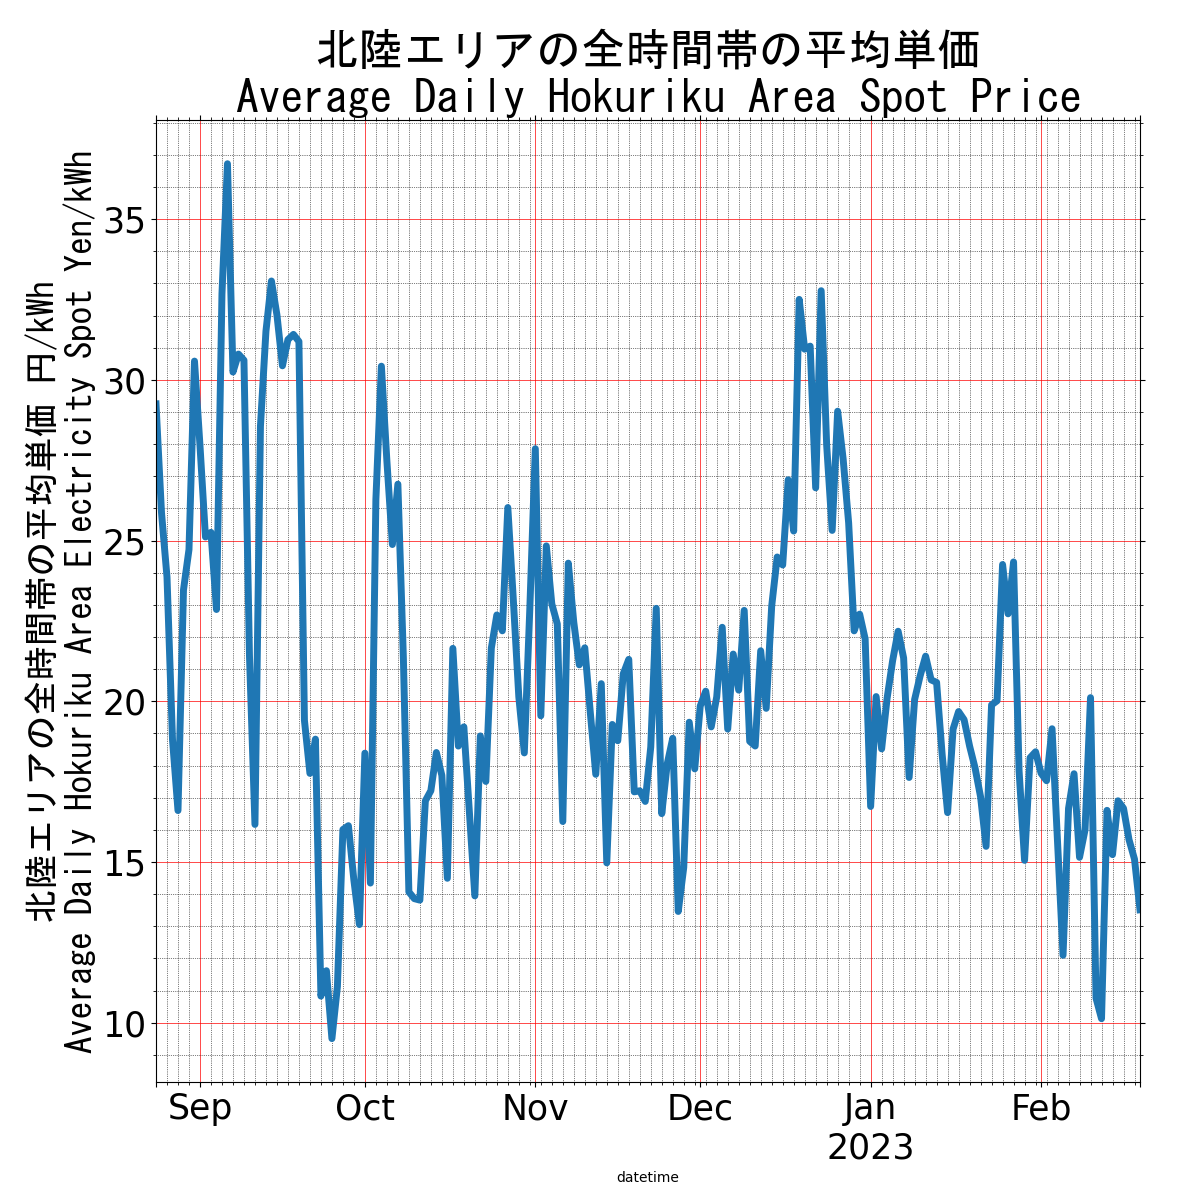 北陸エリアの全時間帯の平均単価
Average Daily Hokuriku Area Spot Price
北陸エリアの全時間帯の平均単価 円/kWh
Average Daily Hokuriku Area Electricity Spot Yen/kWh
35
30
25
20
15
10
Sep Oct Nov Dec Jan Feb
2023
datetime